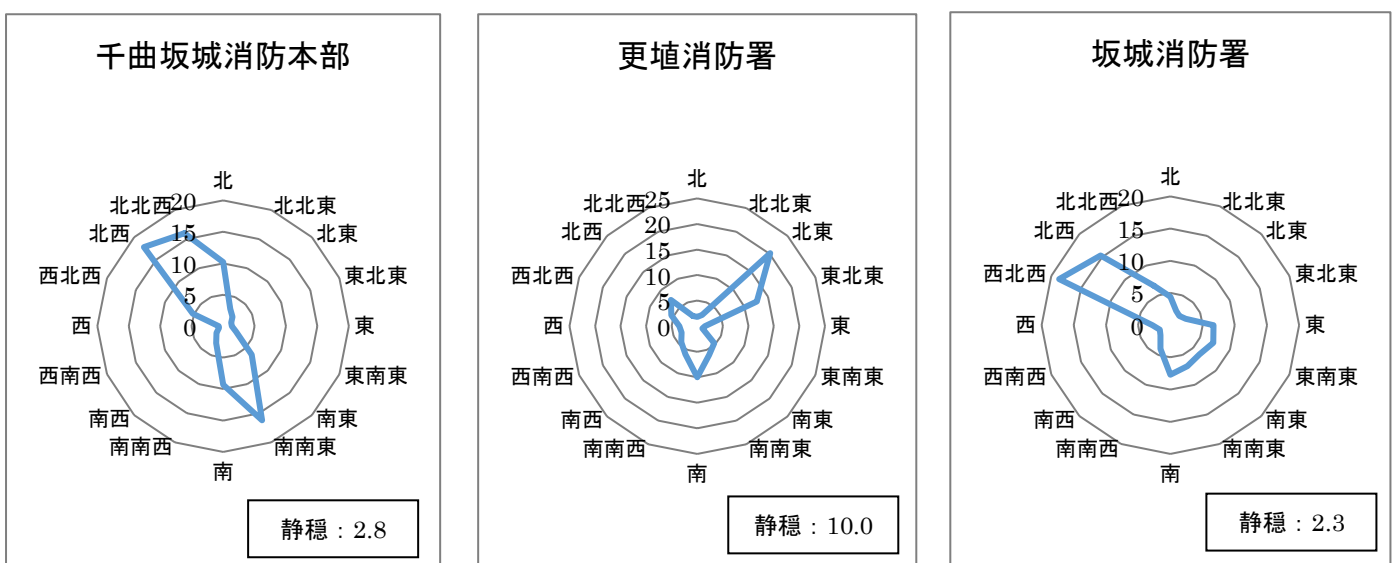 千曲坂城消防本部
北
北北西
20
北北東
北西
15
北東
西北西
10
東北東
5
西
0
東
西南西
東南東
南西
南東
南南西
南南東
南
静穏：2.8
更埴消防署
北
北北西
25
北北東
北西
20
北東
15
西北西
10
東北東
5
西
0
東
西南西
東南東
南西
南東
南南西
南南東
南
静穏：10.0
坂城消防署
北
北北西
20
北北東
北西
15
北東
西北西
10
東北東
5
西
0
東
西南西
東南東
南西
南東
南南西
南南東
南
静穏：2.3